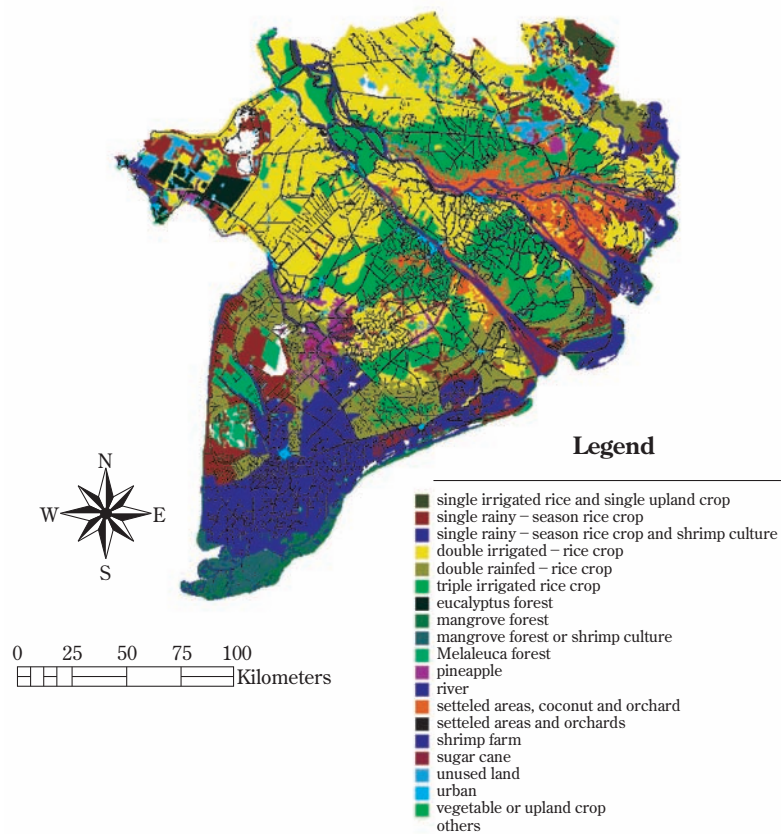 Legend
N
W E
S
single irrigated rice and single upland crop
single rainy – season rice crop
single rainy – season rice crop and shrimp culture
double irrigated – rice crop
double rainfed – rice crop
triple irrigated rice crop
eucalyptus forest
mangrove forest
mangrove forest or shrimp culture
Melaleuca forest
pineapple
river
setteled areas, coconut and orchard
setteled areas and orchards
shrimp farm
sugar cane
unused land
urban
vegetable or upland crop
others
0 25 50 75 100
Kilometers